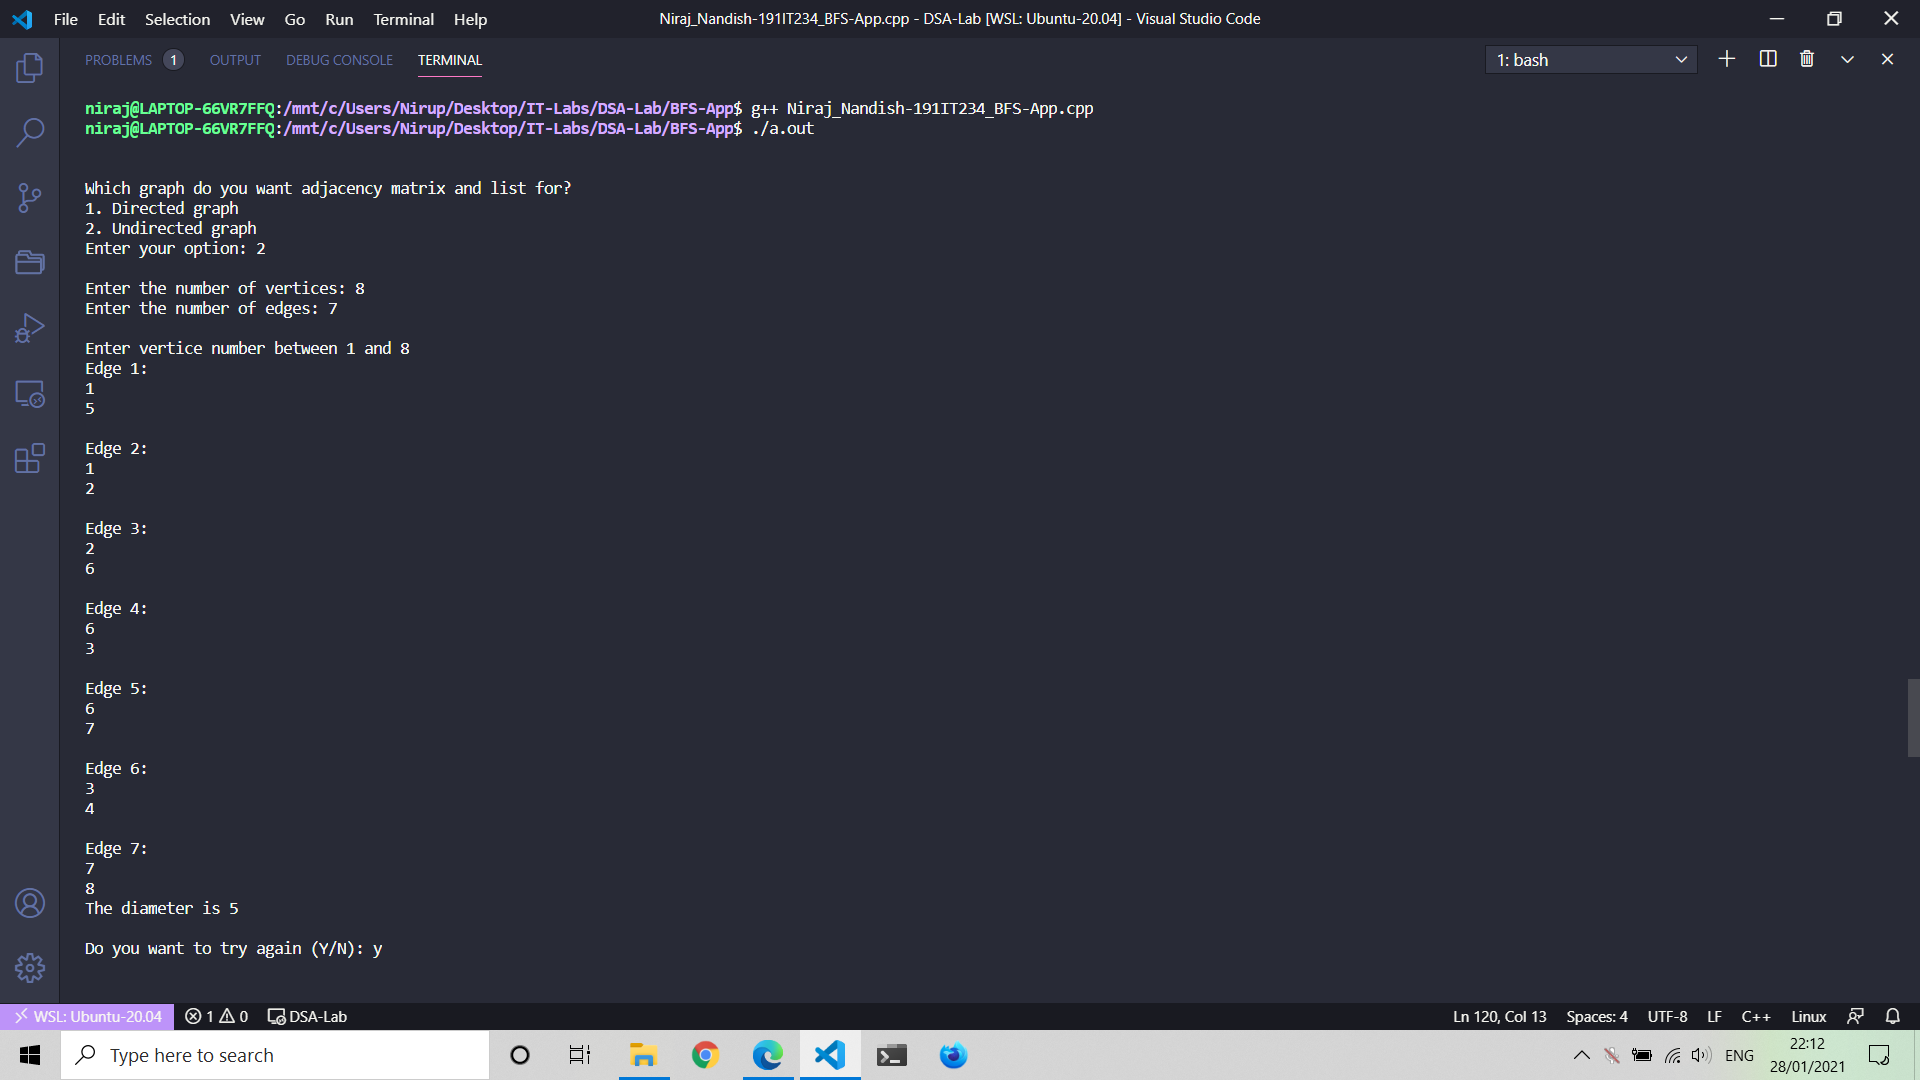 File Edit Selection View Go Run Terminal Help
Niraj_Nandish-191IT234_BFS-App.cpp - DSA-Lab [WSL: Ubuntu-20.04] - Visual Studio Code
PROBLEMS 1 OUTPUT DEBUG CONSOLE TERMINAL
1: bash
niraj@LAPTOP-66VR7FFQ:/mnt/c/Users/Nirup/Desktop/IT-Labs/DSA-Lab/BFS-App$ g++ Niraj_Nandish-191IT234_BFS-App.cpp
niraj@LAPTOP-66VR7FFQ:/mnt/c/Users/Nirup/Desktop/IT-Labs/DSA-Lab/BFS-App$ ./a.out
Which graph do you want adjacency matrix and list for?
1. Directed graph
2. Undirected graph
Enter your option: 2
Enter the number of vertices: 8
Enter the number of edges: 7
Enter vertice number between 1 and 8
Edge 1:
1
5
Edge 2:
1
2
Edge 3:
2
6
Edge 4:
6
3
Edge 5:
6
7
Edge 6:
3
4
Edge 7:
7
8
The diameter is 5
Do you want to try again (Y/N): y
WSL: Ubuntu-20.04 1 0 DSA-Lab
Ln 120, Col 13 Spaces: 4 UTF-8 LF C++ Linux
Type here to search
ENG
22:12
28/01/2021